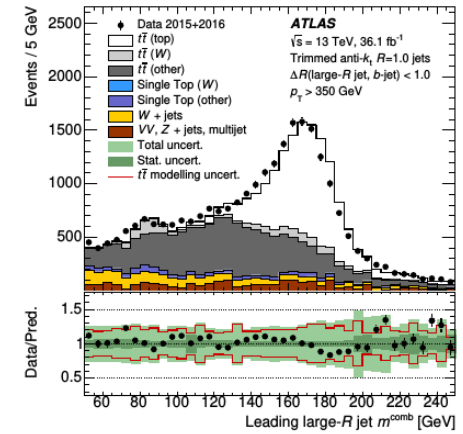 Events / 5 GeV
2500
2000
1500
1000
500
Data 2015+2016
tt̄ (top)
tt̄ (W)
tt̄ (other)
Single Top (W)
Single Top (other)
W + jets
VV, Z + jets, multijet
Total uncert.
Stat. uncert.
tt̄ modelling uncert.
ATLAS
√s = 13 TeV, 36.1 fb⁻¹
Trimmed anti-kₜ R=1.0 jets
ΔR(large-R jet, b-jet) < 1.0
p_T > 350 GeV
Data/Pred.
1.5
1.0
0.5
60 80 100 120 140 160 180 200 220 240
Leading large-R jet m^comb [GeV]